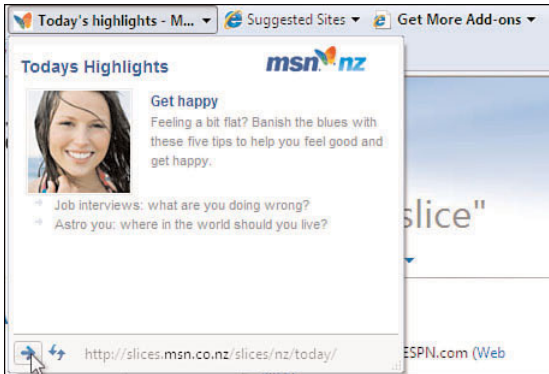 Today's highlights - M... Suggested Sites Get More Add-ons
Todays Highlights
msn nz
Get happy
Feeling a bit flat? Banish the blues with
these five tips to help you feel good and
get happy.
Job interviews: what are you doing wrong?
Astro you: where in the world should you live?
slice"
http://slices.msn.co.nz/slices/nz/today/
ESPN.com (Web